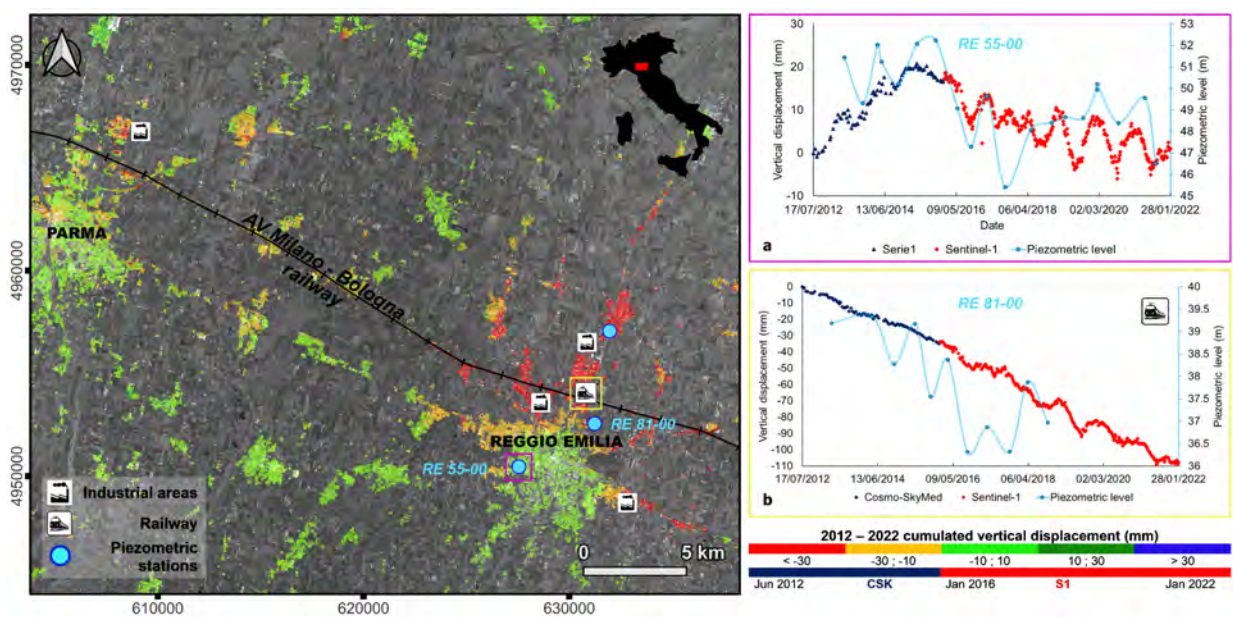 4970000
4960000
4950000
610000
620000
630000
PARMA
AV Milano - Bologna
railway
REGGIO EMILIA
RE 81-00
RE 55-00
Industrial areas
Railway
Piezometric
stations
0
5 km
RE 55-00
Vertical displacement (mm)
30
20
10
0
-10
Piezometric level (m)
53
52
51
50
49
48
47
46
45
17/07/2012
13/06/2014
09/05/2016
06/04/2018
02/03/2020
28/01/2022
Date
a
Serie1
Sentinel-1
Piezometric level
RE 81-00
Vertical displacement (mm)
0
-10
-20
-30
-40
-50
-60
-70
-80
-90
-100
-110
Piezometric level (m)
40
39.5
39
38.5
38
37.5
37
36.5
36
17/07/2012
13/06/2014
09/05/2016
06/04/2018
02/03/2020
28/01/2022
b
Cosmo-SkyMed
Sentinel-1
Piezometric level
2012 – 2022 cumulated vertical displacement (mm)
< -30
-30 ; -10
-10 ; 10
10 ; 30
> 30
Jun 2012
CSK
Jan 2016
S1
Jan 2022